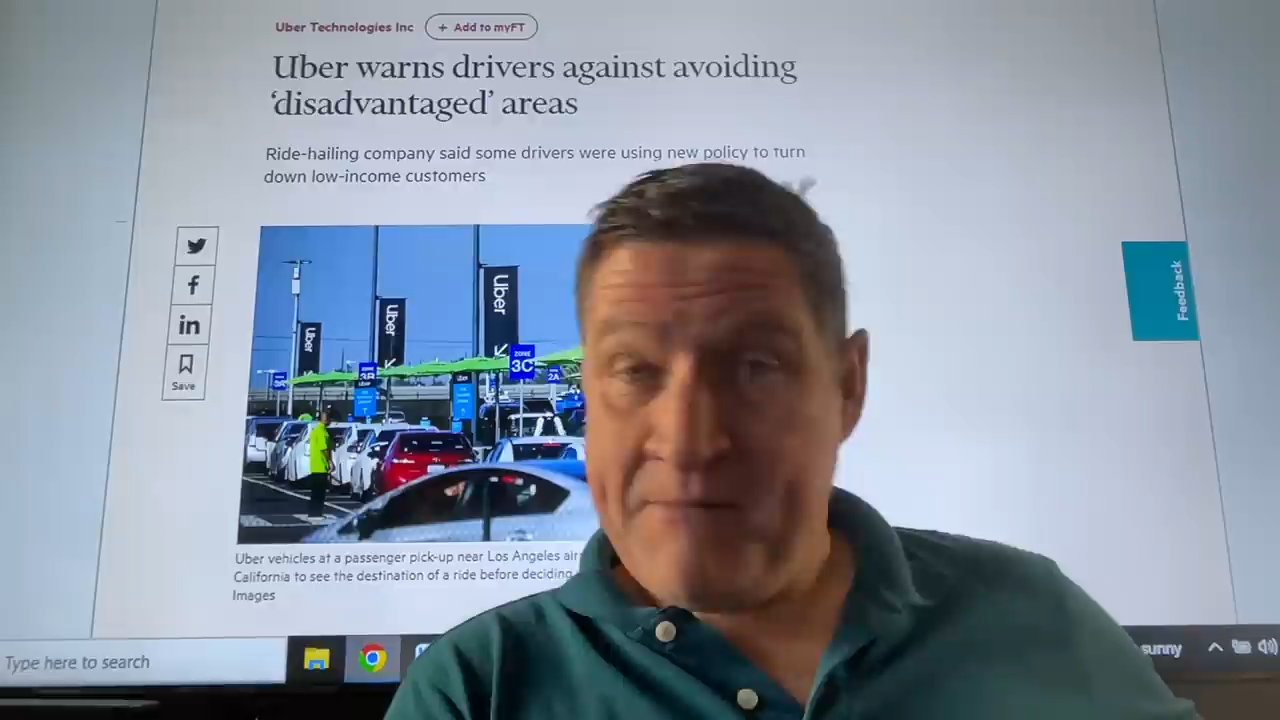 Uber Technologies Inc + Add to myFT
Uber warns drivers against avoiding
‘disadvantaged’ areas
Ride-hailing company said some drivers were using new policy to turn
down low-income customers
Save
Feedback
Uber
Uber
Uber
ZONE
3C
ZONE
3B
2A
Uber vehicles at a passenger pick-up near Los Angeles
California to see the destination of a ride before deciding
Images
Type here to search
sunny